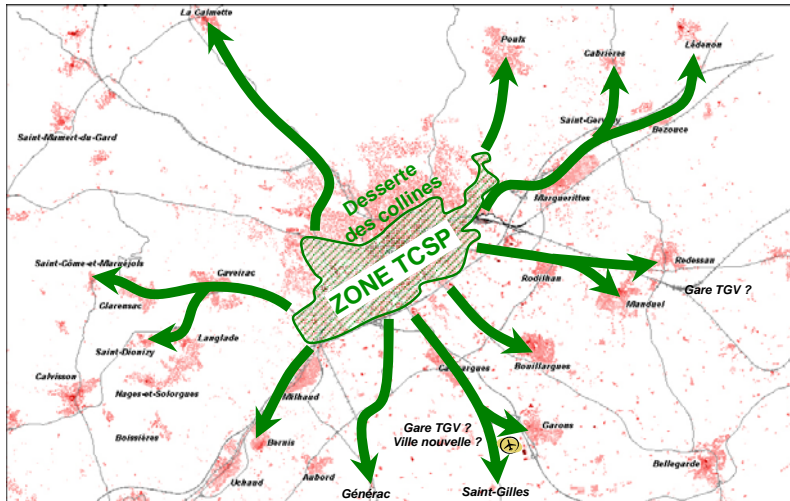 La Calmette
Poulx
Cabrières
Lédenon
Saint-Mamert-du-Gard
Saint-Gervasy
Bezouce
Desserte
des collines
Marguerittes
ZONE TCSP
Saint-Côme-et-Maruéjols
Caveirac
Clarensac
Rodilhan
Redessan
Gare TGV ?
Manduel
Saint-Dionizy
Langlade
Calvisson
Nages-et-Solorgues
Milhaud
Caissargues
Bouillargues
Boissières
Bernis
Gare TGV ?
Ville nouvelle ?
Garons
Uchaud
Aubord
Générac
Saint-Gilles
Bellegarde